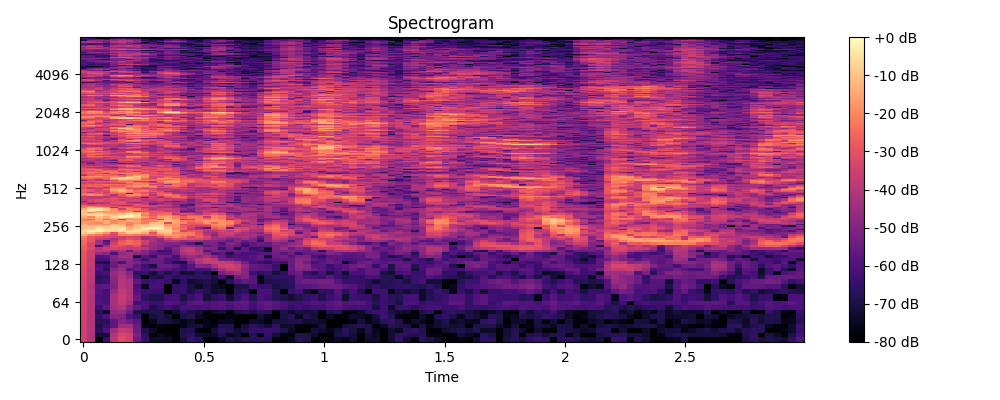 Spectrogram
+0 dB
4096
-10 dB
2048
-20 dB
1024
-30 dB
Hz
512
-40 dB
256
-50 dB
128
-60 dB
64
-70 dB
0
-80 dB
0 0.5 1 1.5 2 2.5
Time